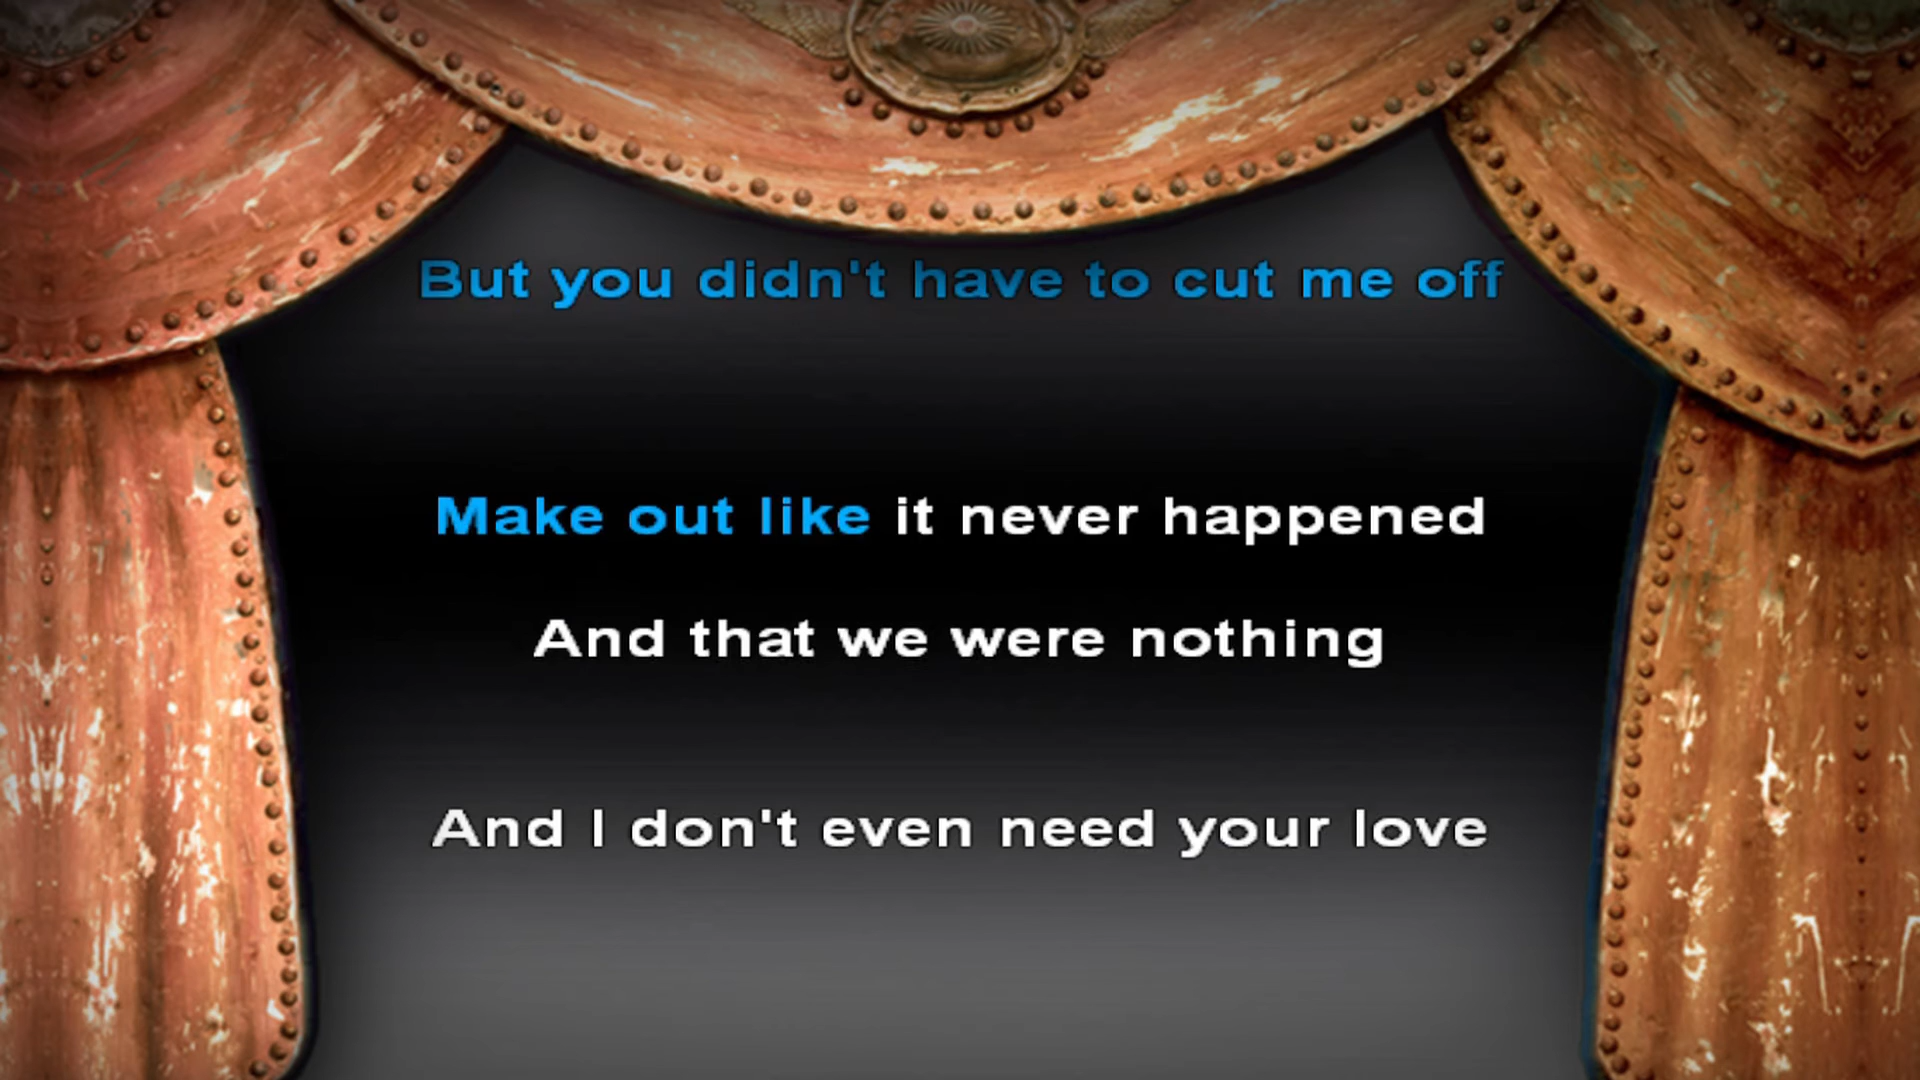 But you didn't have to cut me off
Make out like it never happened
And that we were nothing
And I don't even need your love